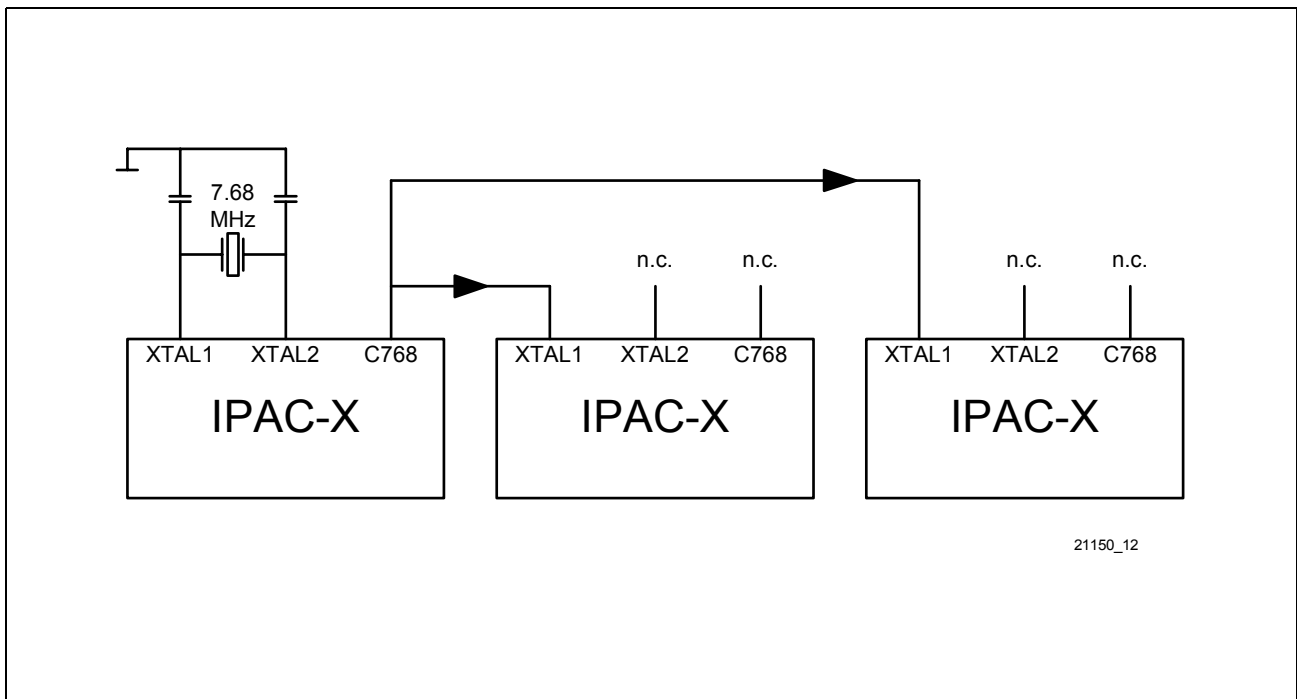 7.68
MHz
n.c. n.c. n.c. n.c.
XTAL1 XTAL2 C768 XTAL1 XTAL2 C768 XTAL1 XTAL2 C768
IPAC-X IPAC-X IPAC-X
21150_12